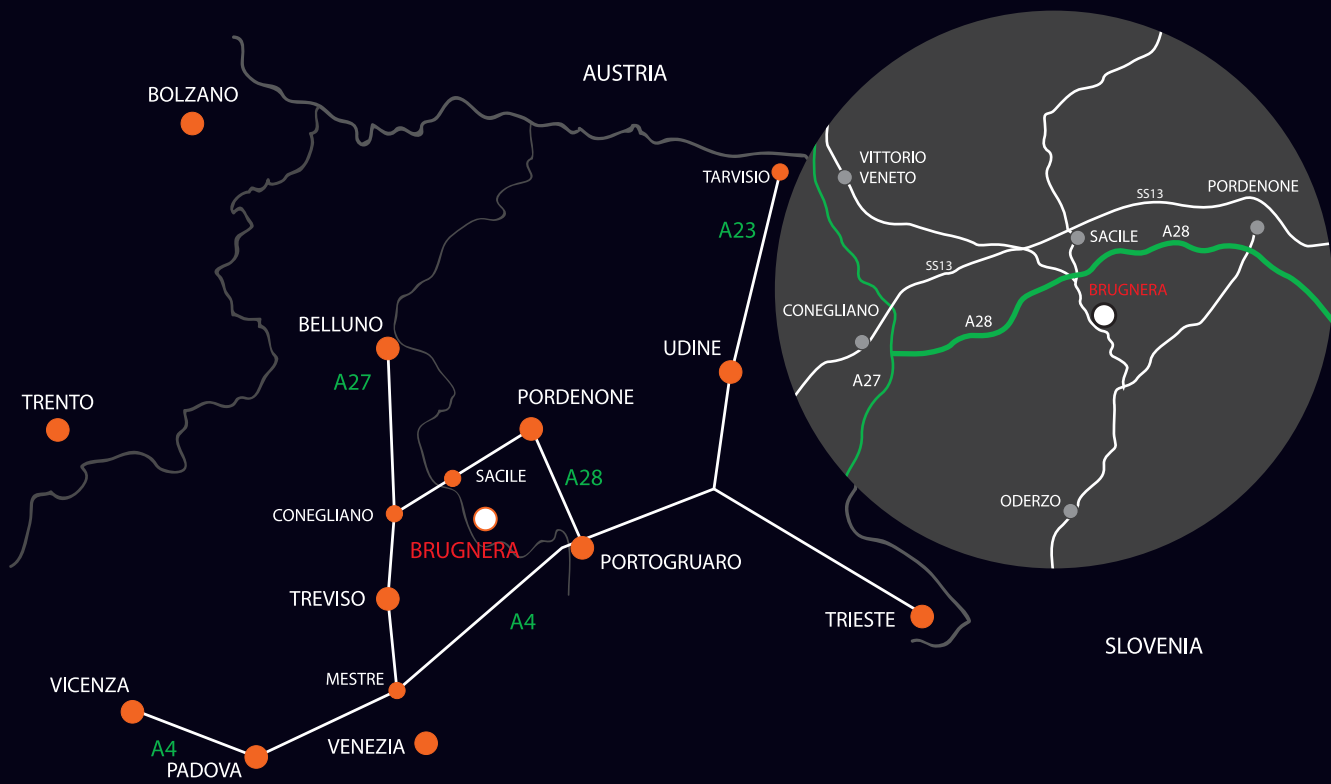 AUSTRIA
BOLZANO
TARVISIO
A23
BELLUNO
A27
UDINE
TRENTO
PORDENONE
SACILE
A28
CONEGLIANO
BRUGNERA
PORTOGRUARO
TREVISO
A4
TRIESTE
SLOVENIA
MESTRE
VICENZA
A4
PADOVA
VENEZIA
VITTORIO
VENETO
SS13
PORDENONE
SACILE
A28
SS13
BRUGNERA
CONEGLIANO
A28
A27
ODERZO